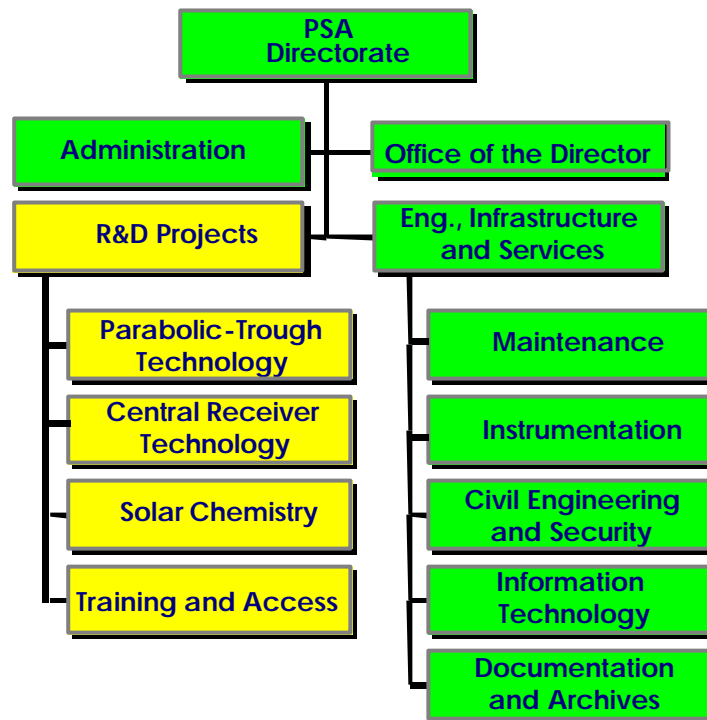 PSA
Directorate
Administration
Office of the Director
R&D Projects
Eng., Infrastructure
and Services
Parabolic-Trough
Technology
Central Receiver
Technology
Solar Chemistry
Training and Access
Maintenance
Instrumentation
Civil Engineering
and Security
Information
Technology
Documentation
and Archives